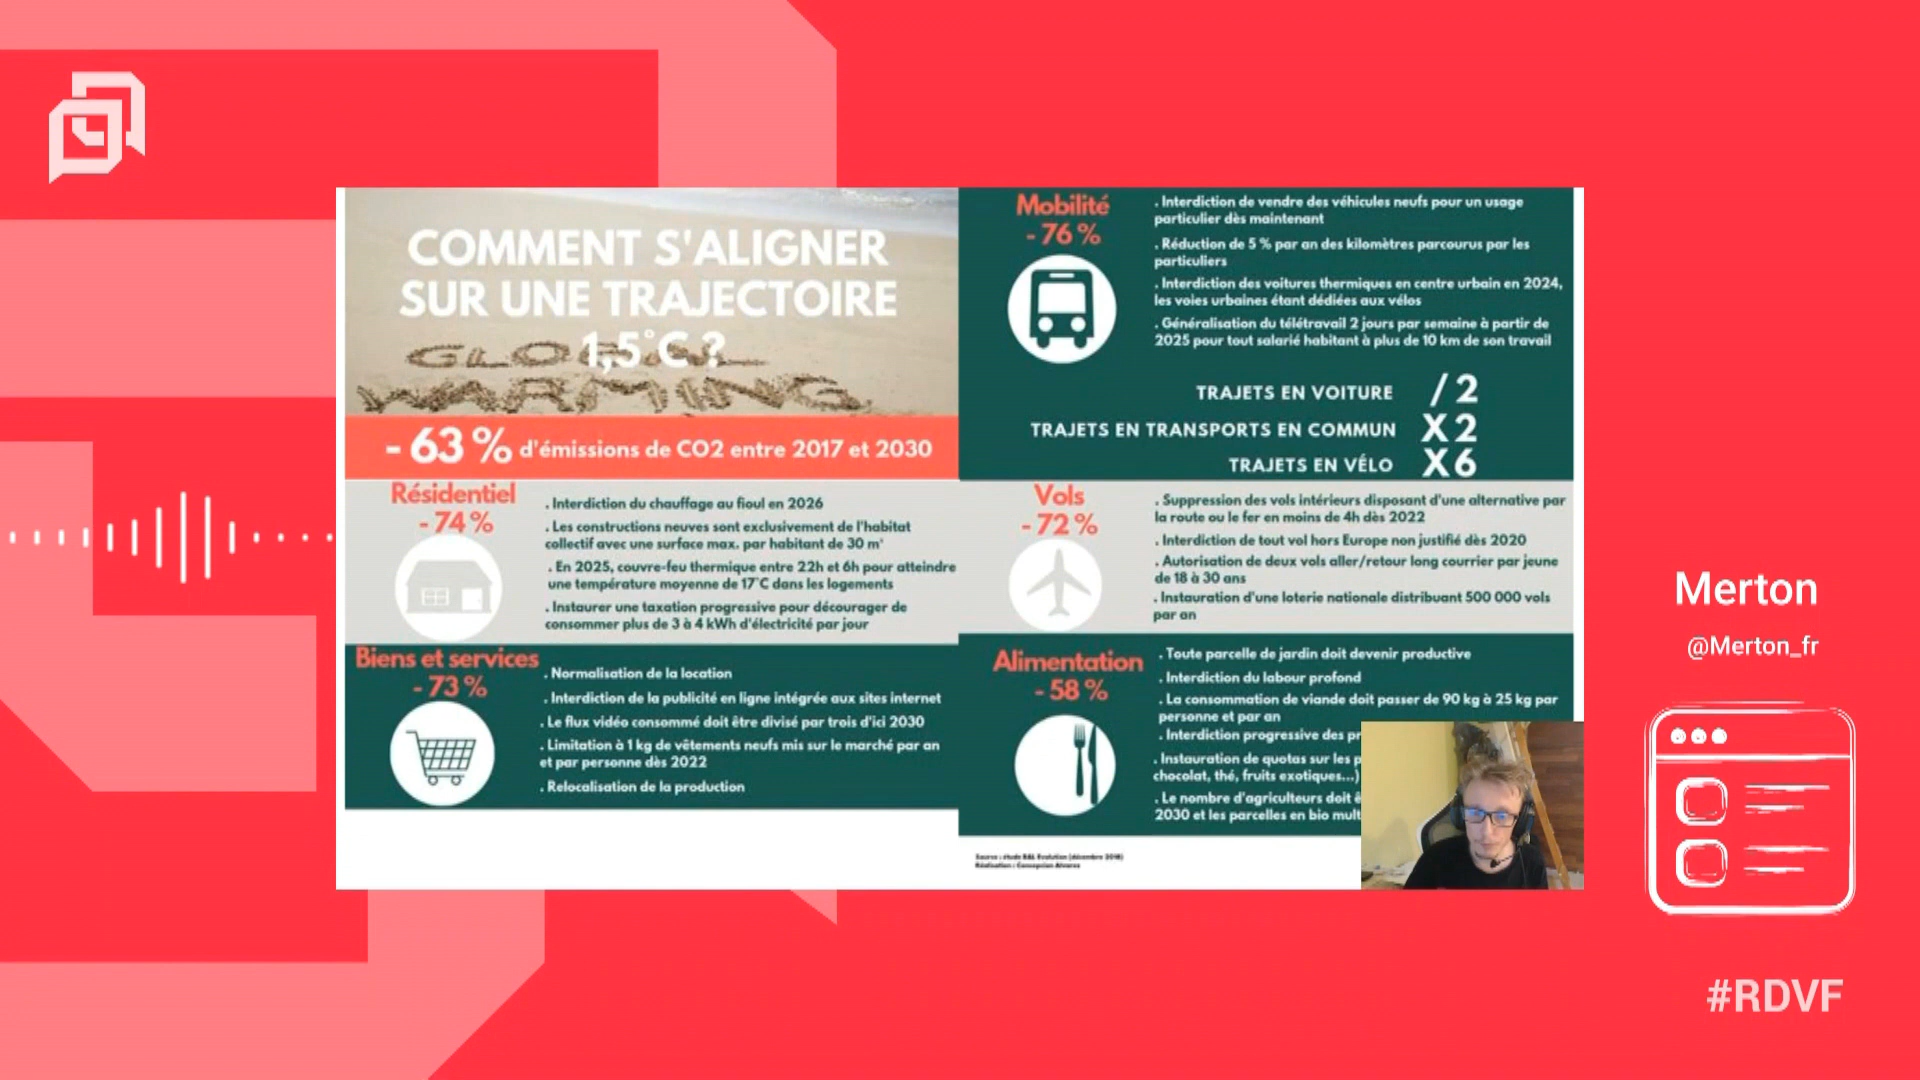 COMMENT S'ALIGNER
SUR UNE TRAJECTOIRE
1,5°C ?
GLOBAL
WARMING
- 63 % d'émissions de CO2 entre 2017 et 2030
Résidentiel
- 74 %
. Interdiction du chauffage au fioul en 2026
. Les constructions neuves sont exclusivement de l'habitat
collectif avec une surface max. par habitant de 30 m²
. En 2025, couvre-feu thermique entre 22h et 6h pour atteindre
une température moyenne de 17°C dans les logements
. Instaurer une taxation progressive pour décourager de
consommer plus de 3 à 4 kWh d'électricité par jour
Biens et services
- 73 %
. Normalisation de la location
. Interdiction de la publicité en ligne intégrée aux sites internet
. Le flux vidéo consommé doit être divisé par trois d'ici 2030
. Limitation à 1 kg de vêtements neufs mis sur le marché par an
et par personne dès 2022
. Relocalisation de la production
Mobilité
- 76 %
. Interdiction de vendre des véhicules neufs pour un usage
particulier dès maintenant
. Réduction de 5 % par an des kilomètres parcourus par les
particuliers
. Interdiction des voitures thermiques en centre urbain en 2024,
les voies urbaines étant dédiées aux vélos
. Généralisation du télétravail 2 jours par semaine à partir de
2025 pour tout salarié habitant à plus de 10 km de son travail
TRAJETS EN VOITURE / 2
TRAJETS EN TRANSPORTS EN COMMUN X 2
TRAJETS EN VÉLO X 6
Vols
- 72 %
. Suppression des vols intérieurs disposant d'une alternative par
la route ou le fer en moins de 4h dès 2022
. Interdiction de tout vol hors Europe non justifié dès 2020
. Autorisation de deux vols aller/retour long courrier par jeune
de 18 à 30 ans
. Instauration d'une loterie nationale distribuant 500 000 vols
par an
Alimentation
- 58 %
. Toute parcelle de jardin doit devenir productive
. Interdiction du labour profond
. La consommation de viande doit passer de 90 kg à 25 kg par
personne et par an
. Interdiction progressive des pr
. Instauration de quotas sur les p
chocolat, thé, fruits exotiques...)
. Le nombre d'agriculteurs doit ê
2030 et les parcelles en bio mult
Source : étude B&L Evolution (décembre 2018)
Réalisation : Concepcion Alvarez
Merton
@Merton_fr
#RDVF